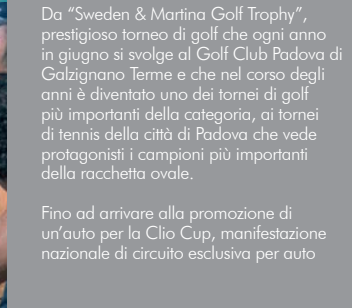 Da “Sweden & Martina Golf Trophy”,
prestigioso torneo di golf che ogni anno
in giugno si svolge al Golf Club Padova di
Galzignano Terme e che nel corso degli
anni è diventato uno dei tornei di golf
più importanti della categoria, ai tornei
di tennis della città di Padova che vede
protagonisti i campioni più importanti
della racchetta ovale.

Fino ad arrivare alla promozione di
un’auto per la Clio Cup, manifestazione
nazionale di circuito esclusiva per auto